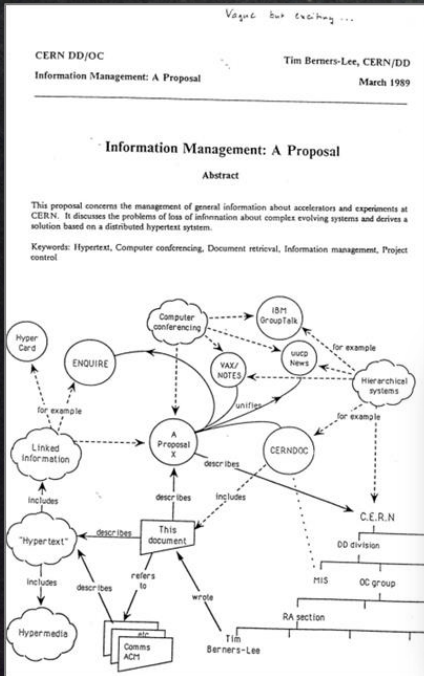 Vague but exciting ...
CERN DD/OC
Tim Berners-Lee, CERN/DD
Information Management: A Proposal
March 1989
Information Management: A Proposal
Abstract
This proposal concerns the management of general information about accelerators and experiments at
CERN. It discusses the problems of loss of information about complex evolving systems and derives a
solution based on a distributed hypertext sytstem.
Keywords: Hypertext, Computer conferencing, Document retrieval, Information management, Project
control
Computer
conferencing
IBM
GroupTalk
Hyper
Card
ENQUIRE
VAX/
NOTES
uucp
News
for example
Hierarchical
systems
unifies
for example
for example
Linked
information
A
Proposal
X
CERNDOC
describes
includes
describes
includes
C.E.R.N
"Hypertext"
describes
This
document
DD division
includes
describes
refers
to
wrote
MIS
OC group
RA section
Hypermedia
etc
Comms
ACM
Tim
Berners-Lee